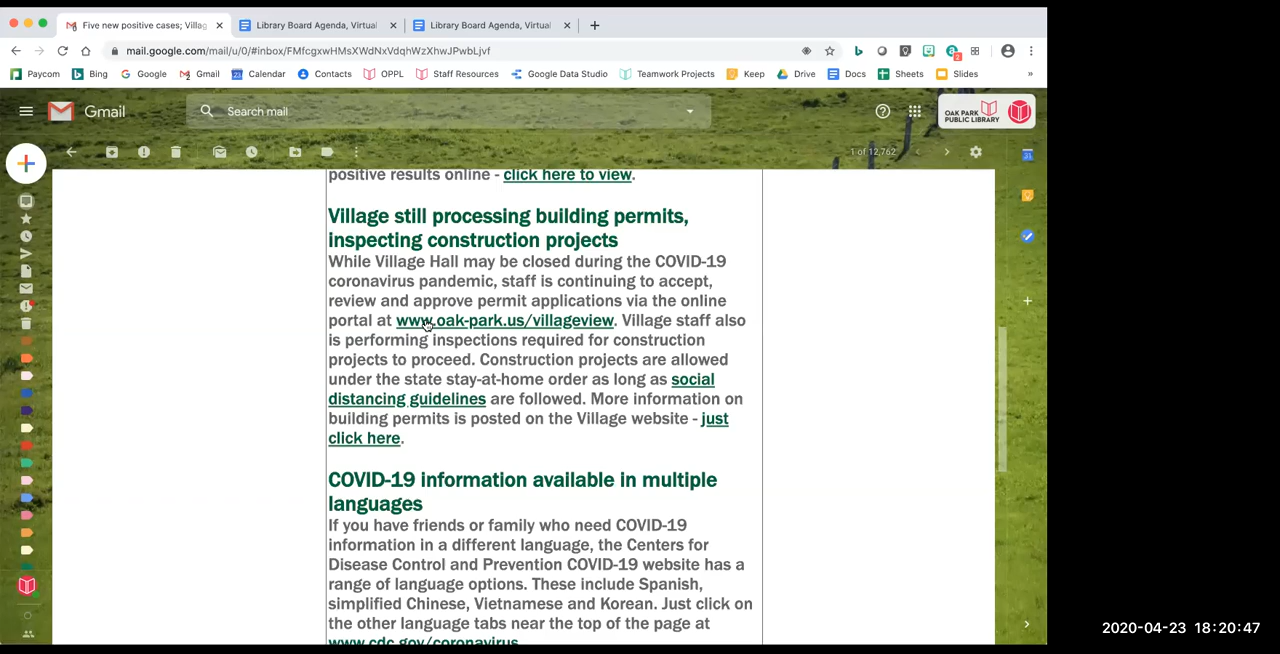 Five new positive cases; Villag
Library Board Agenda, Virtual
Library Board Agenda, Virtual
mail.google.com/mail/u/0/#inbox/FMfcgxwHMsXWdNxVdqhWzXhwJPwbLjvf
Paycom
Bing
Google
Gmail
Calendar
Contacts
OPPL
Staff Resources
Google Data Studio
Teamwork Projects
Keep
Drive
Docs
Sheets
Slides
»
Gmail
Search mail
OAK PARK
PUBLIC LIBRARY
1 of 12,762
positive results online - click here to view.
Village still processing building permits,
inspecting construction projects
While Village Hall may be closed during the COVID-19
coronavirus pandemic, staff is continuing to accept,
review and approve permit applications via the online
portal at www.oak-park.us/villageview. Village staff also
is performing inspections required for construction
projects to proceed. Construction projects are allowed
under the state stay-at-home order as long as social
distancing guidelines are followed. More information on
building permits is posted on the Village website - just
click here.
COVID-19 information available in multiple
languages
If you have friends or family who need COVID-19
information in a different language, the Centers for
Disease Control and Prevention COVID-19 website has a
range of language options. These include Spanish,
simplified Chinese, Vietnamese and Korean. Just click on
the other language tabs near the top of the page at
www.cdc.gov/coronavirus.
2020-04-23 18:20:47